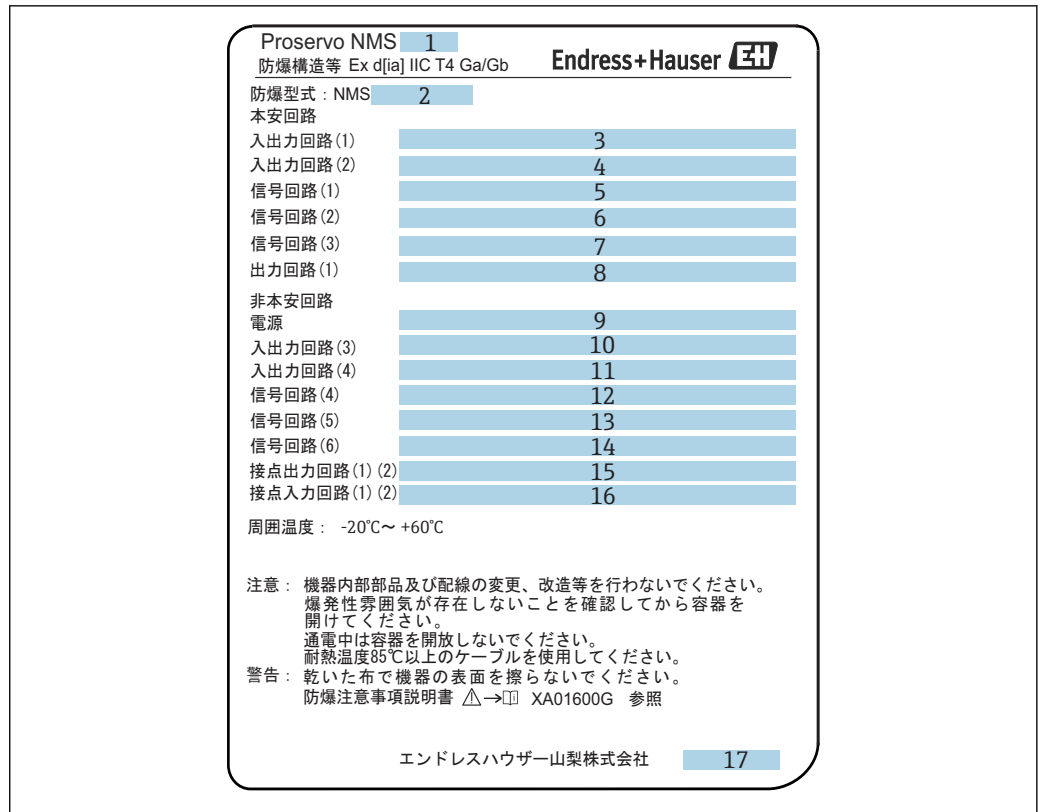 Proservo NMS 1
Endress+Hauser EH
防爆構造等 Ex d[ia] IIC T4 Ga/Gb
防爆型式：NMS 2
本安回路
入出力回路(1) 3
入出力回路(2) 4
信号回路(1) 5
信号回路(2) 6
信号回路(3) 7
出力回路(1) 8
非本安回路
電源 9
入出力回路(3) 10
入出力回路(4) 11
信号回路(4) 12
信号回路(5) 13
信号回路(6) 14
接点出力回路(1)(2) 15
接点入力回路(1)(2) 16
周囲温度： -20℃～ +60℃
注意： 機器内部部品及び配線の変更、改造等を行わないでください。
爆発性雰囲気が存在しないことを確認してから容器を
開けてください。
通電中は容器を開放しないでください。
耐熱温度85℃以上のケーブルを使用してください。
警告： 乾いた布で機器の表面を擦らないでください。
防爆注意事項説明書 ⚠→ XA01600G 参照
エンドレスハウザー山梨株式会社 17